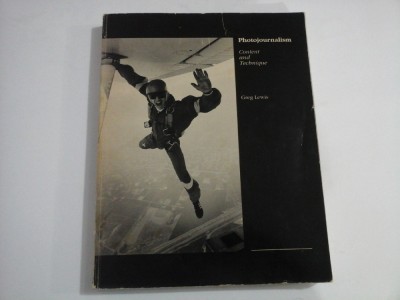 Photojournalism
Content
and
Technique
Greg Lewis